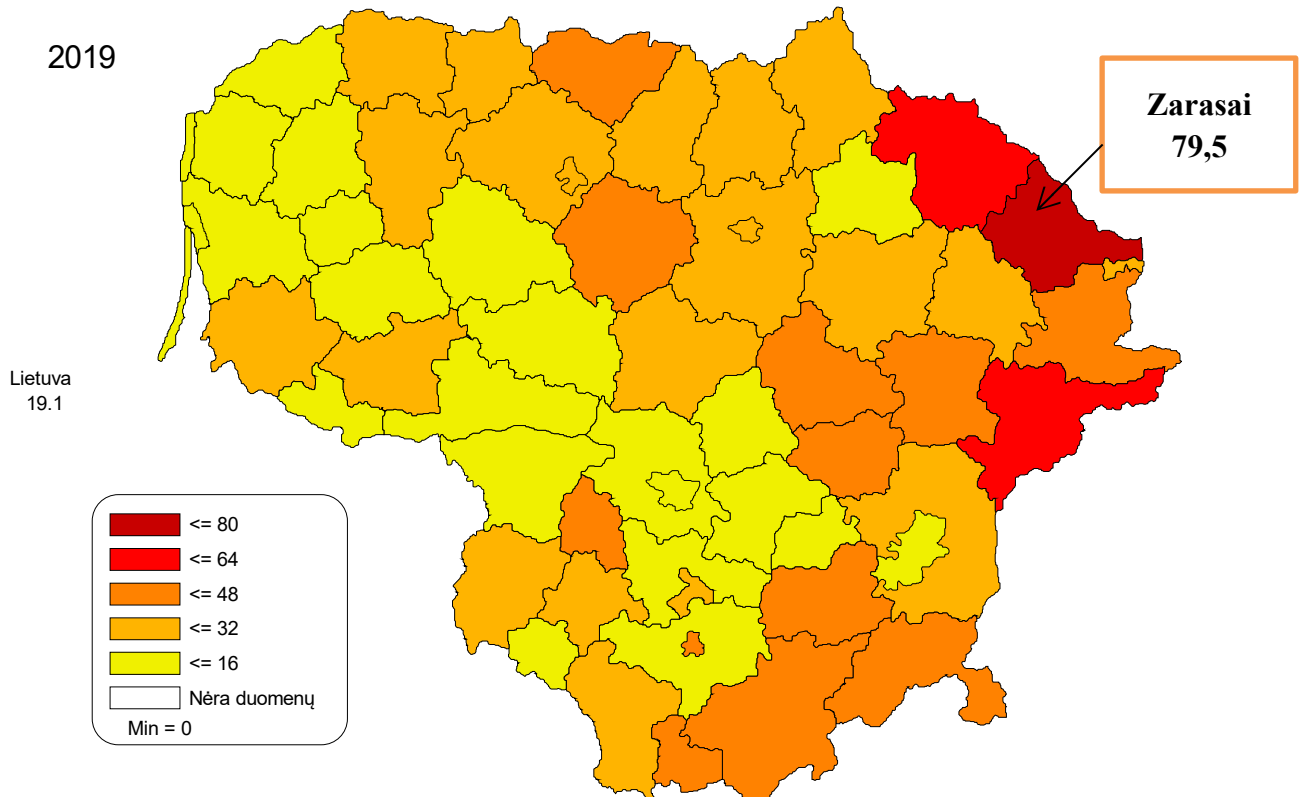 2019
Zarasai
79,5
Lietuva
19.1
<= 80
<= 64
<= 48
<= 32
<= 16
Nėra duomenų
Min = 0